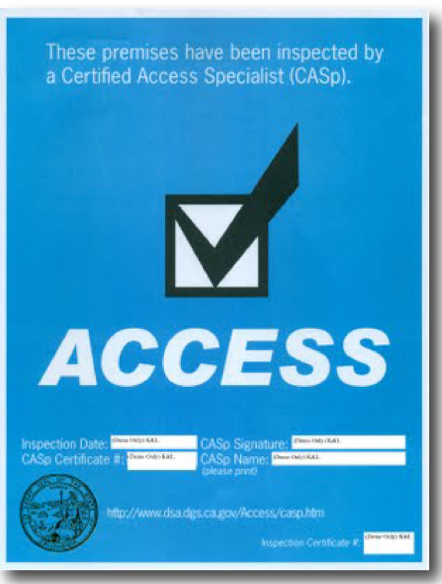 These premises have been inspected by
a Certified Access Specialist (CASp).
ACCESS
Inspection Date: (Demo Only) K&L
CASp Signature: (Demo Only) K&L
CASp Certificate #: (Demo Only) K&L
CASp Name: (Demo Only) K&L
(please print)
http://www.dsa.dgs.ca.gov/Access/casp.htm
Inspection Certificate #: (Demo Only) K&L